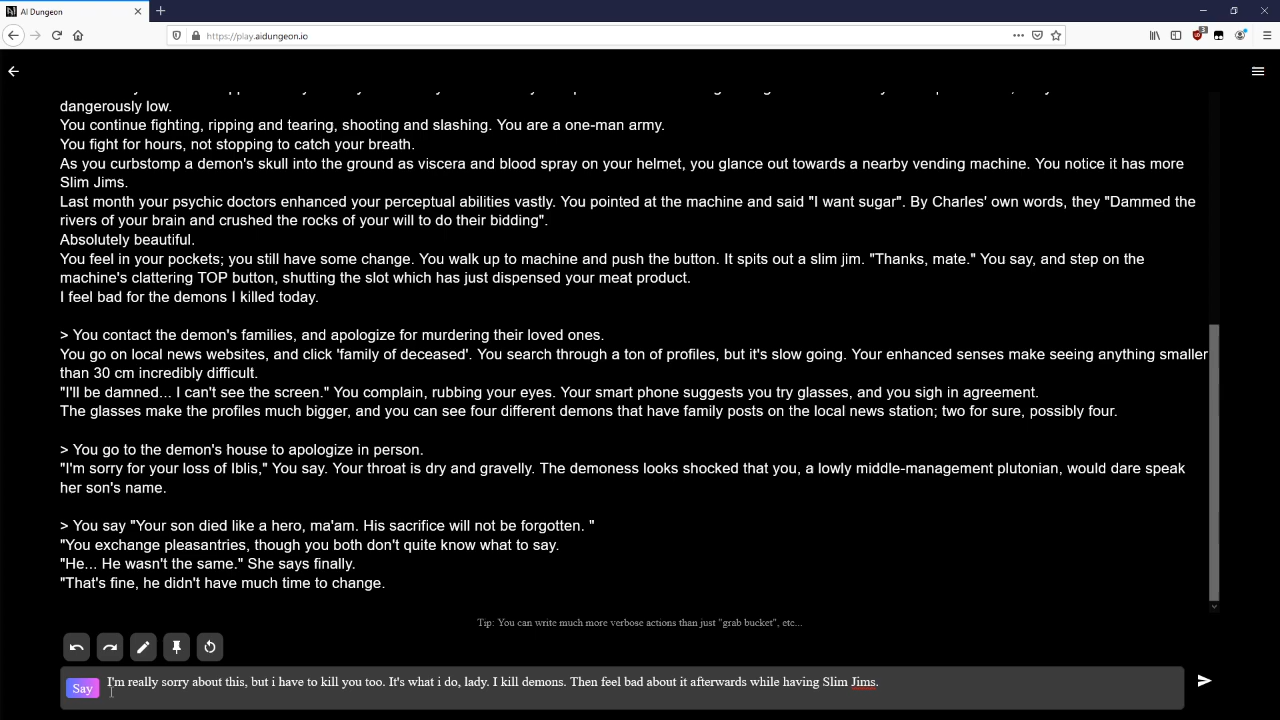 AI Dungeon
https://play.aidungeon.io
dangerously low.
You continue fighting, ripping and tearing, shooting and slashing. You are a one-man army.
You fight for hours, not stopping to catch your breath.
As you curbstomp a demon's skull into the ground as viscera and blood spray on your helmet, you glance out towards a nearby vending machine. You notice it has more
Slim Jims.
Last month your psychic doctors enhanced your perceptual abilities vastly. You pointed at the machine and said "I want sugar". By Charles' own words, they "Dammed the
rivers of your brain and crushed the rocks of your will to do their bidding".
Absolutely beautiful.
You feel in your pockets; you still have some change. You walk up to machine and push the button. It spits out a slim jim. "Thanks, mate." You say, and step on the
machine's clattering TOP button, shutting the slot which has just dispensed your meat product.
I feel bad for the demons I killed today.
> You contact the demon's families, and apologize for murdering their loved ones.
You go on local news websites, and click 'family of deceased'. You search through a ton of profiles, but it's slow going. Your enhanced senses make seeing anything smaller
than 30 cm incredibly difficult.
"I'll be damned... I can't see the screen." You complain, rubbing your eyes. Your smart phone suggests you try glasses, and you sigh in agreement.
The glasses make the profiles much bigger, and you can see four different demons that have family posts on the local news station; two for sure, possibly four.
> You go to the demon's house to apologize in person.
"I'm sorry for your loss of Iblis," You say. Your throat is dry and gravelly. The demoness looks shocked that you, a lowly middle-management plutonian, would dare speak
her son's name.
> You say "Your son died like a hero, ma'am. His sacrifice will not be forgotten. "
"You exchange pleasantries, though you both don't quite know what to say.
"He... He wasn't the same." She says finally.
"That's fine, he didn't have much time to change.
Tip: You can write much more verbose actions than just "grab bucket", etc...
Say I'm really sorry about this, but i have to kill you too. It's what i do, lady. I kill demons. Then feel bad about it afterwards while having Slim Jims.